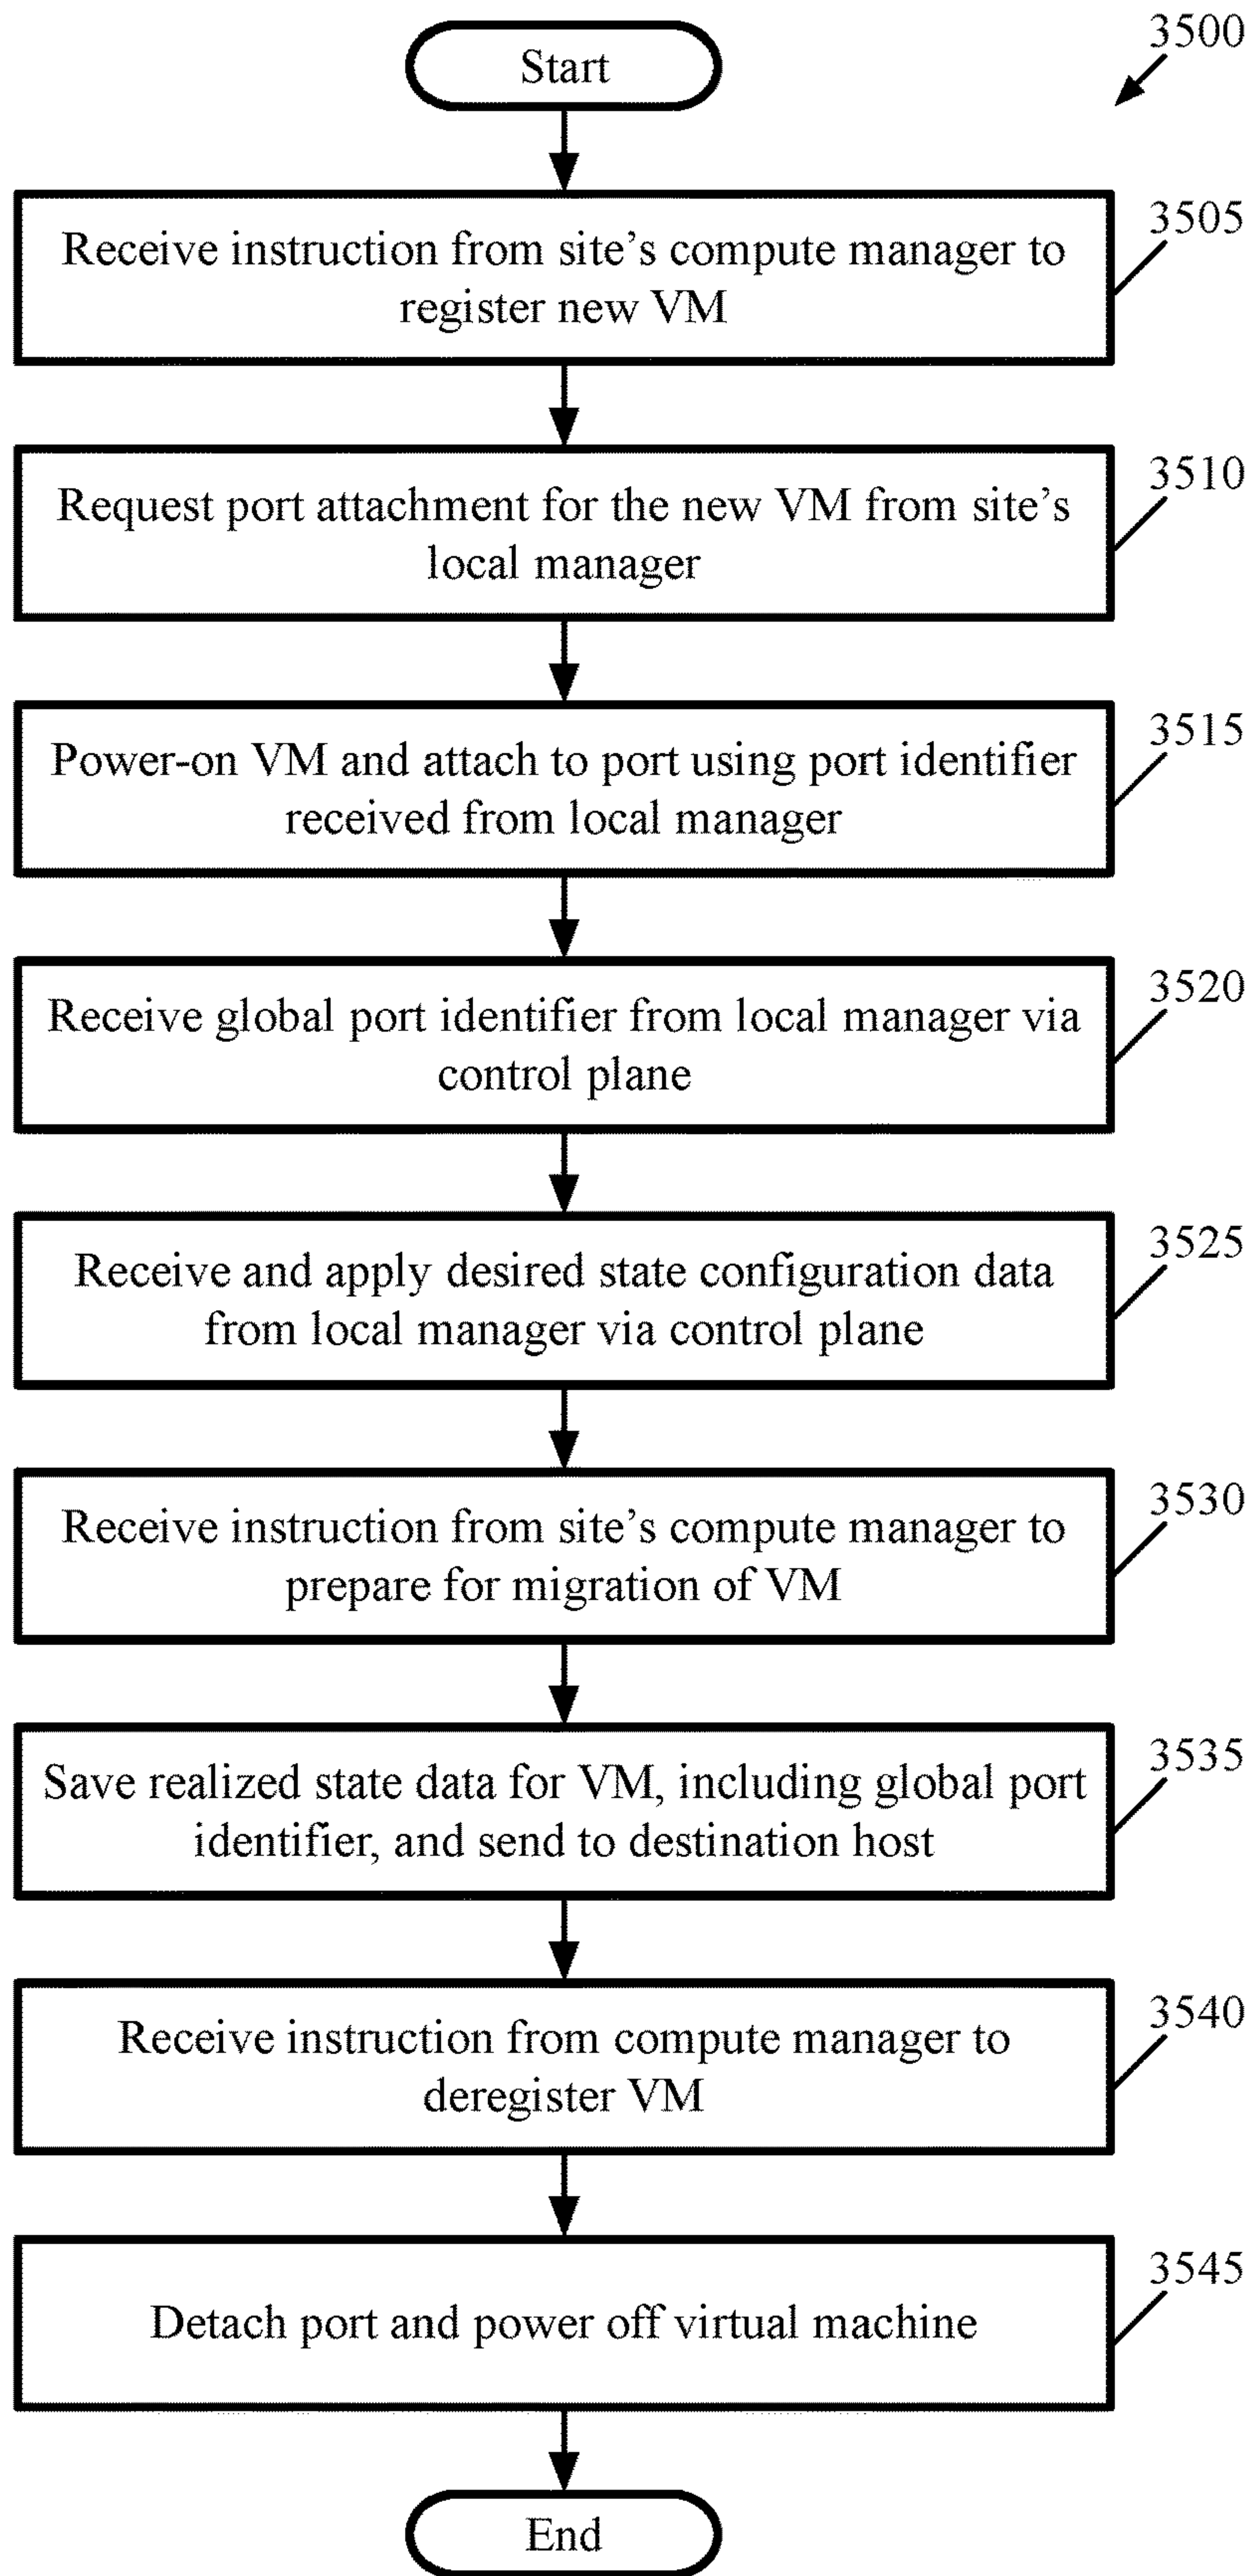 3500
Start
3505
Receive instruction from site’s compute manager to
register new VM
3510
Request port attachment for the new VM from site’s
local manager
3515
Power-on VM and attach to port using port identifier
received from local manager
3520
Receive global port identifier from local manager via
control plane
3525
Receive and apply desired state configuration data
from local manager via control plane
3530
Receive instruction from site’s compute manager to
prepare for migration of VM
3535
Save realized state data for VM, including global port
identifier, and send to destination host
3540
Receive instruction from compute manager to
deregister VM
3545
Detach port and power off virtual machine
End